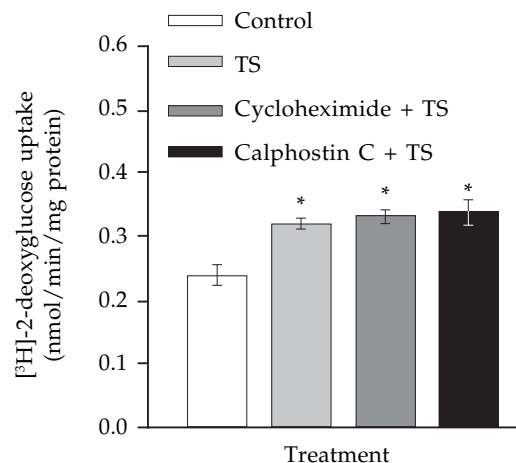 Control
TS
Cycloheximide + TS
Calphostin C + TS
[³H]-2-deoxyglucose uptake
(nmol/min/mg protein)
0.6
0.5
0.4
0.3
0.2
0.1
0.0
*
*
*
Treatment